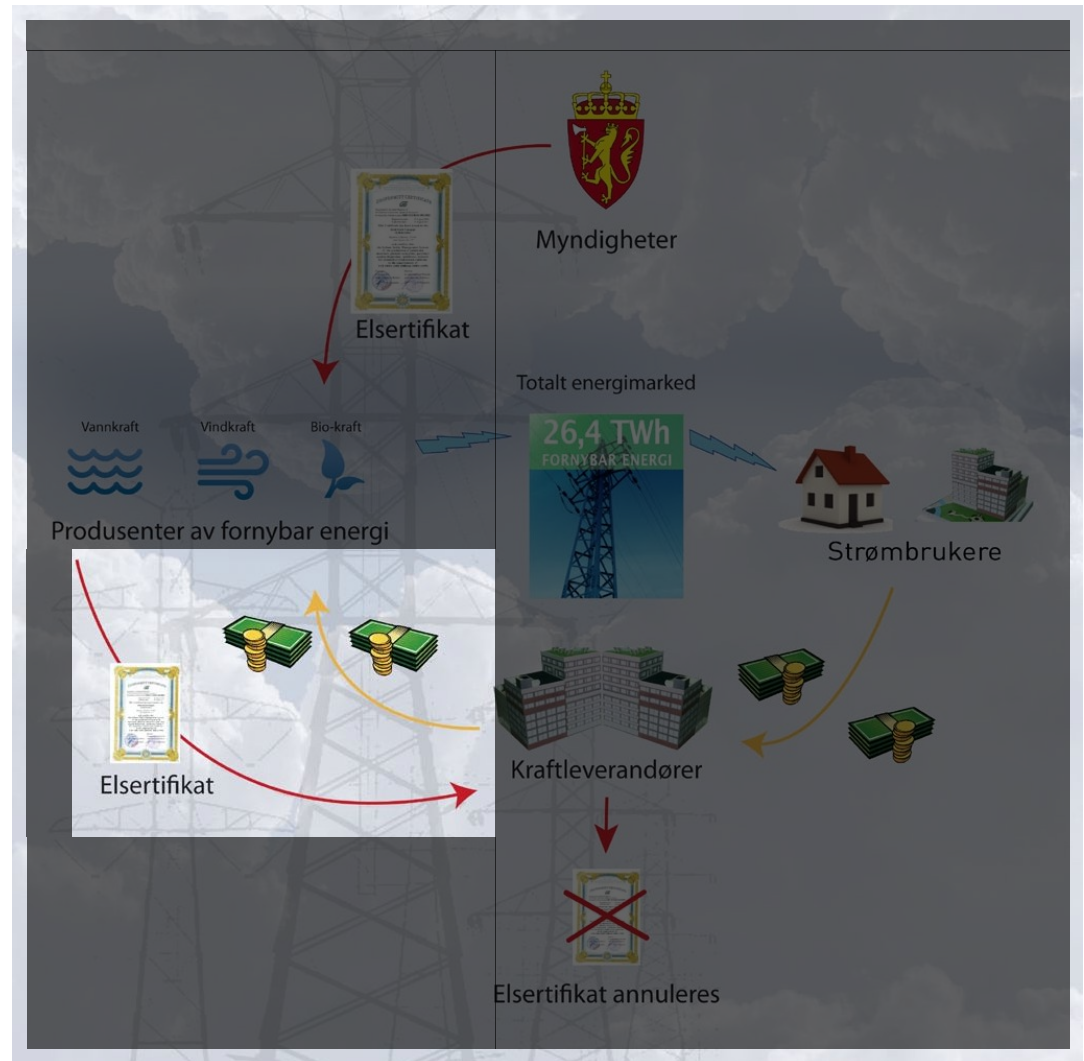 Myndigheter
Elsertifikat
Totalt energimarked
26,4 TWh
FORNYBAR ENERGI
Vannkraft
Vindkraft
Bio-kraft
Produsenter av fornybar energi
Strømbrukere
Elsertifikat
Kraftleverandører
Elsertifikat annuleres